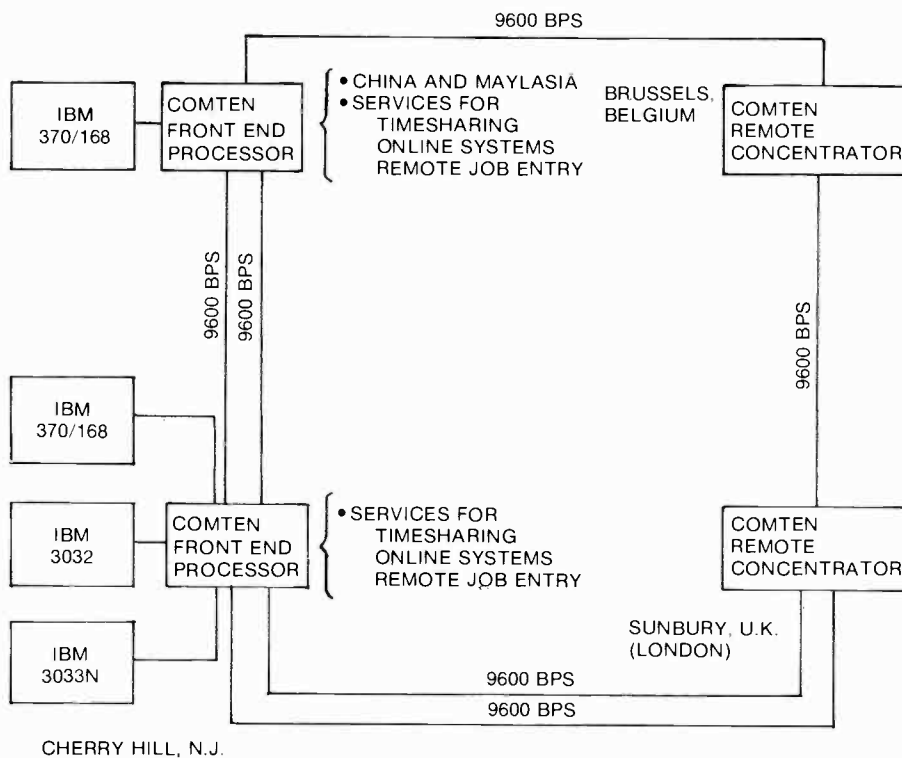 9600 BPS
IBM
370/168
COMTEN
FRONT END
PROCESSOR
• CHINA AND MAYLASIA
• SERVICES FOR
TIMESHARING
ONLINE SYSTEMS
REMOTE JOB ENTRY
BRUSSELS,
BELGIUM
COMTEN
REMOTE
CONCENTRATOR
9600 BPS
9600 BPS
9600 BPS
IBM
370/168
IBM
3032
IBM
3033N
COMTEN
FRONT END
PROCESSOR
• SERVICES FOR
TIMESHARING
ONLINE SYSTEMS
REMOTE JOB ENTRY
COMTEN
REMOTE
CONCENTRATOR
SUNBURY, U.K.
(LONDON)
9600 BPS
9600 BPS
CHERRY HILL, N.J.